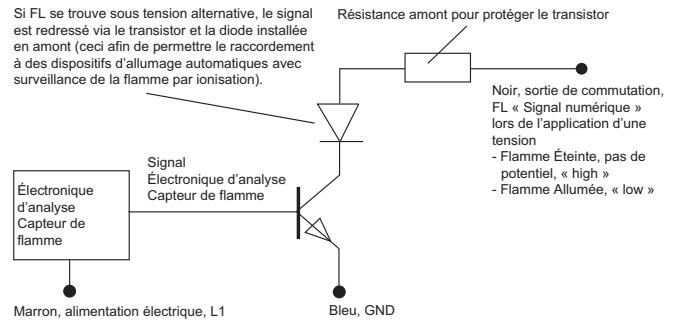 Si FL se trouve sous tension alternative, le signal
est redressé via le transistor et la diode installée
en amont (ceci afin de permettre le raccordement
à des dispositifs d'allumage automatiques avec
surveillance de la flamme par ionisation).
Résistance amont pour protéger le transistor
Noir, sortie de commutation,
FL « Signal numérique »
lors de l'application d'une
tension
- Flamme Éteinte, pas de
potentiel, « high »
- Flamme Allumée, « low »
Signal
Électronique d'analyse
Capteur de flamme
Électronique
d'analyse
Capteur de
flamme
Marron, alimentation électrique, L1
Bleu, GND